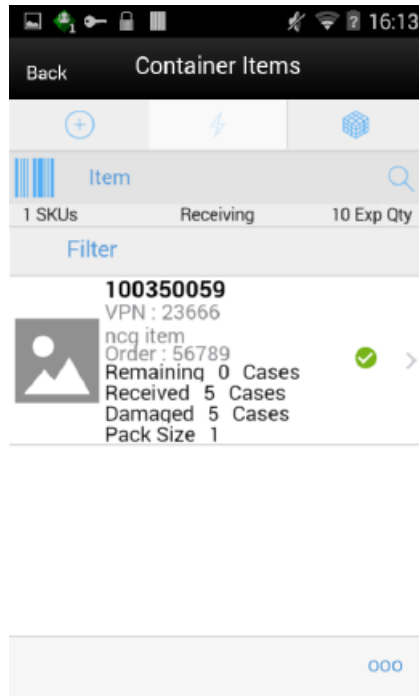 16:13
Back Container Items
Item
1 SKUs Receiving 10 Exp Qty
Filter
100350059
VPN : 23666
ncq item
Order : 56789
Remaining 0 Cases
Received 5 Cases
Damaged 5 Cases
Pack Size 1